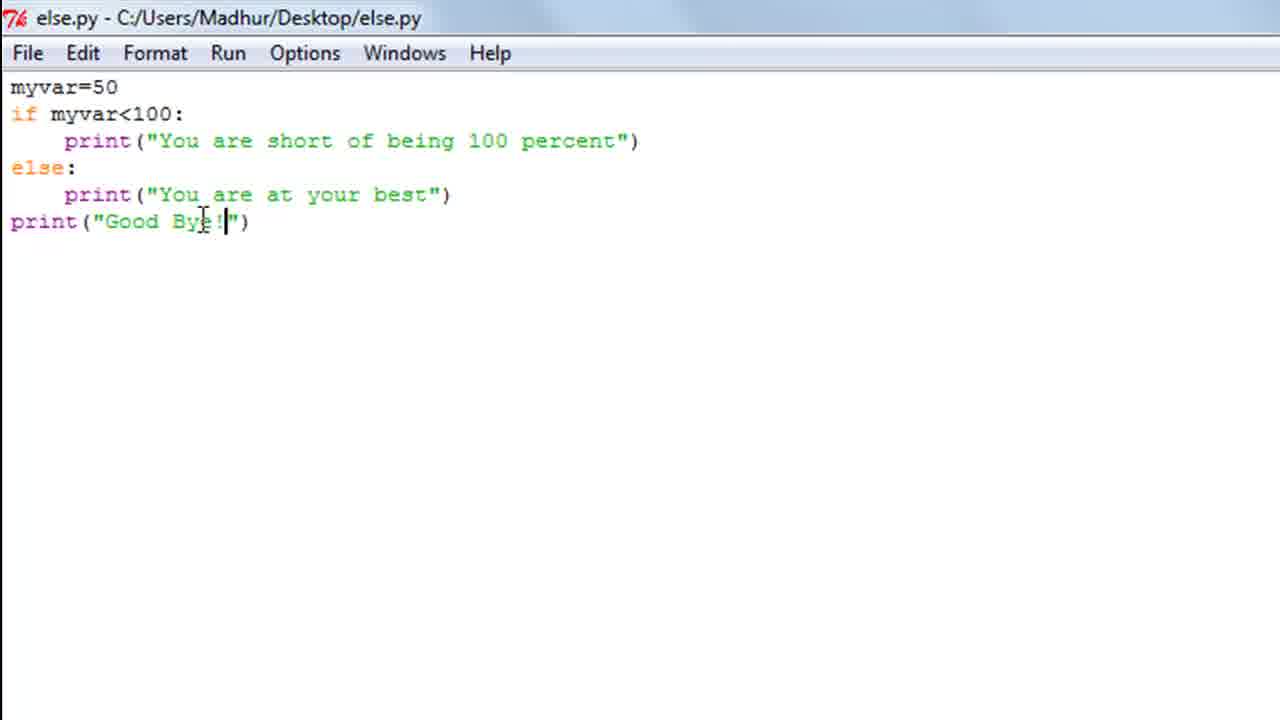 else.py - C:/Users/Madhur/Desktop/else.py
File Edit Format Run Options Windows Help
myvar=50
if myvar<100:
    print("You are short of being 100 percent")
else:
    print("You are at your best")
print("Good Bye!")